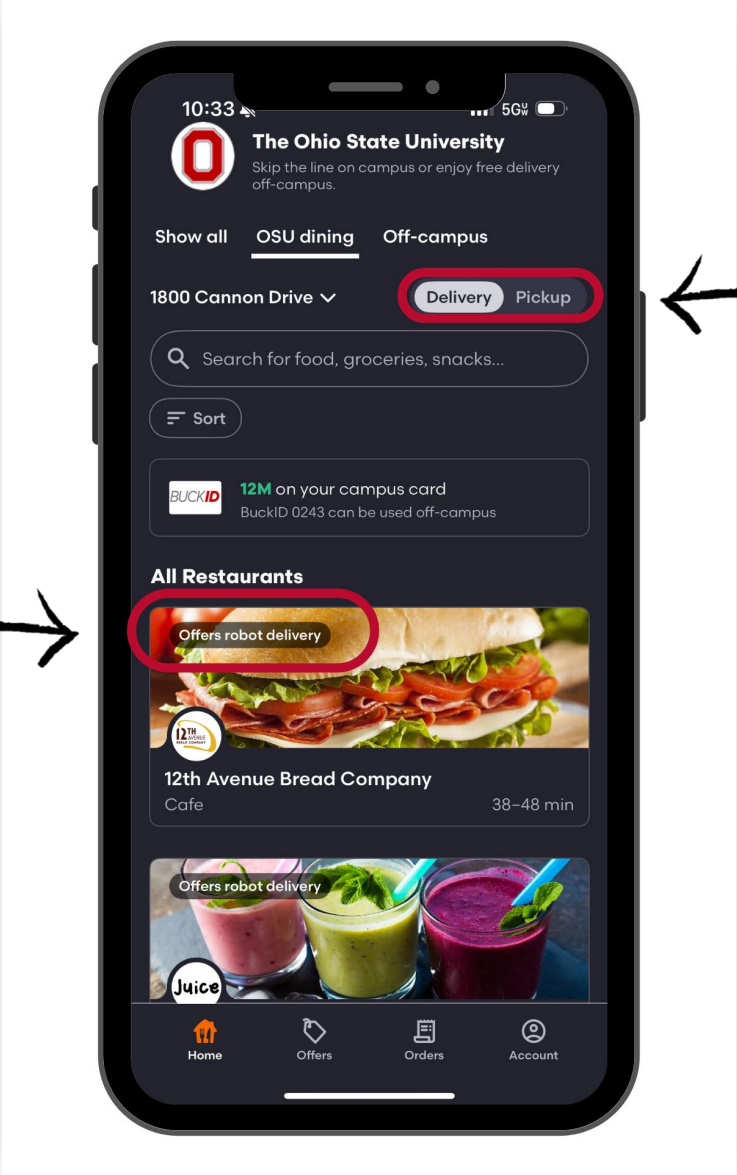 10:33
5G UW
The Ohio State University
Skip the line on campus or enjoy free delivery
off-campus.
Show all OSU dining Off-campus
1800 Cannon Drive Delivery Pickup
Search for food, groceries, snacks...
Sort
BUCKID
12M on your campus card
BuckID 0243 can be used off-campus
All Restaurants
Offers robot delivery
12TH
AVENUE
BREAD COMPANY
12th Avenue Bread Company
Cafe 38–48 min
Offers robot delivery
Juice
Home Offers Orders Account